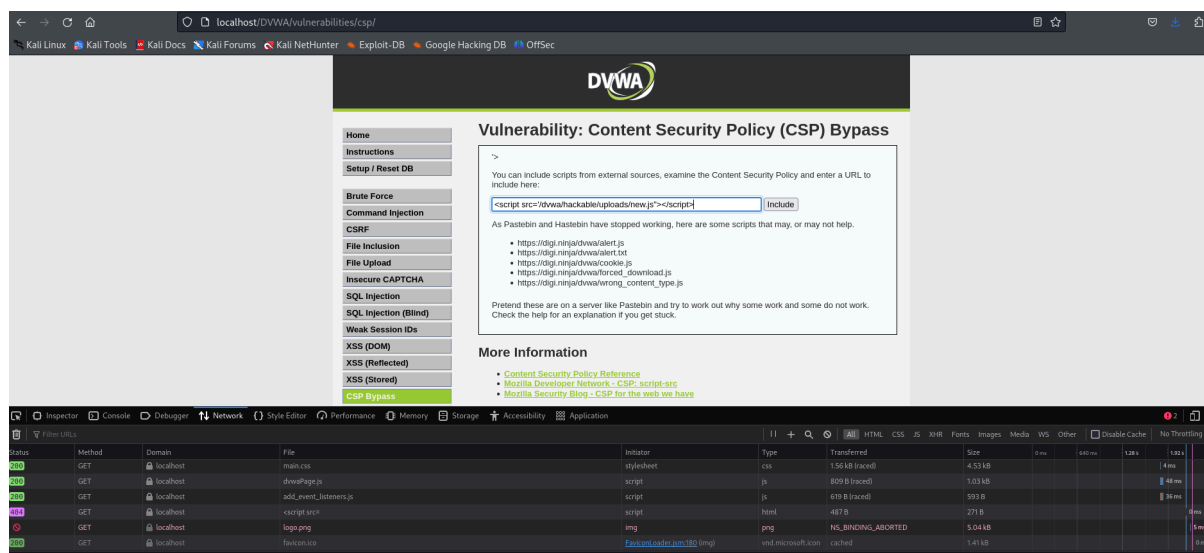 localhost/DVWA/vulnerabilities/csp/
Kali Linux Kali Tools Kali Docs Kali Forums Kali NetHunter Exploit-DB Google Hacking DB OffSec
DVWA
Home
Instructions
Setup / Reset DB
Brute Force
Command Injection
CSRF
File Inclusion
File Upload
Insecure CAPTCHA
SQL Injection
SQL Injection (Blind)
Weak Session IDs
XSS (DOM)
XSS (Reflected)
XSS (Stored)
CSP Bypass
Vulnerability: Content Security Policy (CSP) Bypass
'>
You can include scripts from external sources, examine the Content Security Policy and enter a URL to
include here:
<script src='/dvwa/hackable/uploads/new.js"></script> Include
As Pastebin and Hastebin have stopped working, here are some scripts that may, or may not help.
• https://digi.ninja/dvwa/alert.js
• https://digi.ninja/dvwa/alert.txt
• https://digi.ninja/dvwa/cookie.js
• https://digi.ninja/dvwa/forced_download.js
• https://digi.ninja/dvwa/wrong_content_type.js
Pretend these are on a server like Pastebin and try to work out why some work and some do not work.
Check the help for an explanation if you get stuck.
More Information
• Content Security Policy Reference
• Mozilla Developer Network - CSP: script-src
• Mozilla Security Blog - CSP for the web we have
Inspector Console Debugger Network Style Editor Performance Memory Storage Accessibility Application 2
Filter URLs All HTML CSS JS XHR Fonts Images Media WS Other Disable Cache No Throttling
Status Method Domain File Initiator Type Transferred Size 0 ms 640 ms 1.28 s 1.92 s
200 GET localhost main.css stylesheet css 1.56 kB (raced) 4.53 kB 4 ms
200 GET localhost dvwaPage.js script js 809 B (raced) 1.03 kB 48 ms
200 GET localhost add_event_listeners.js script js 619 B (raced) 593 B 36 ms
404 GET localhost <script src= script html 487 B 271 B
GET localhost logo.png img png NS_BINDING_ABORTED 5.04 kB
200 GET localhost favicon.ico FaviconLoader.jsm:180 (img) vnd.microsoft.icon cached 1.41 kB